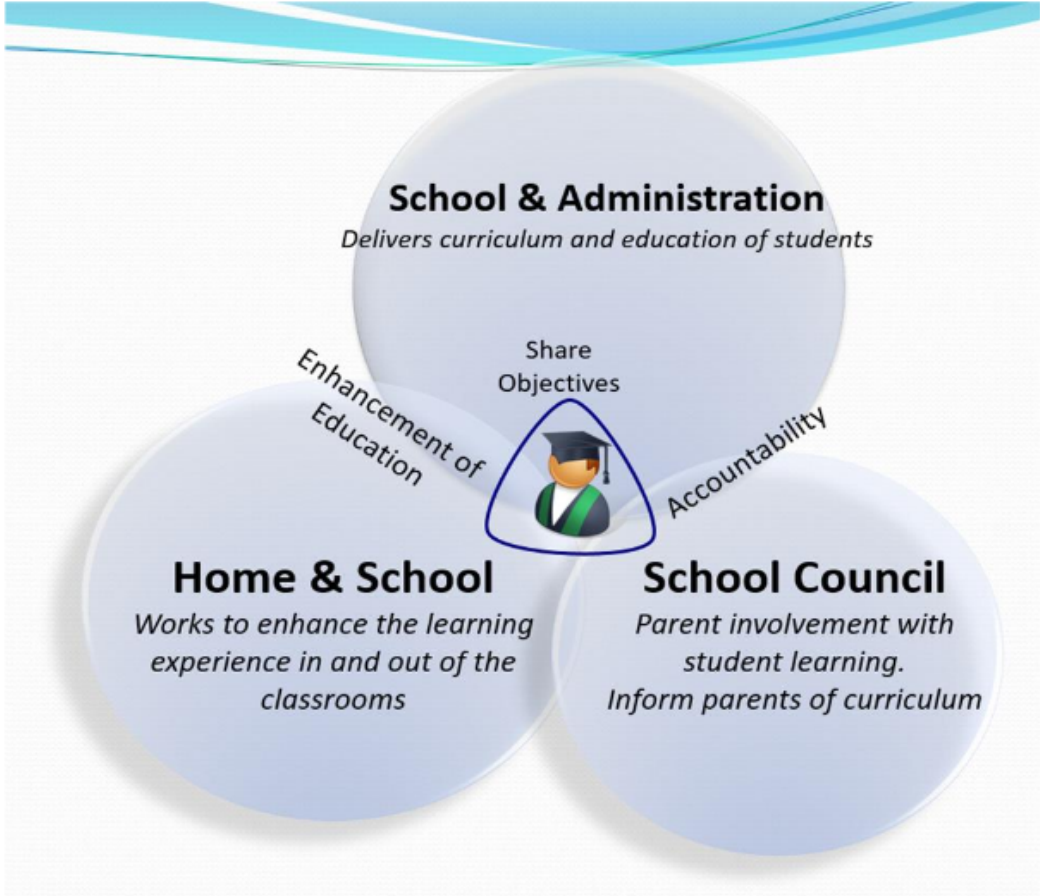 School & Administration
Delivers curriculum and education of students
Share
Objectives
Enhancement of
Education
Accountability
Home & School
Works to enhance the learning
experience in and out of the
classrooms
School Council
Parent involvement with
student learning.
Inform parents of curriculum